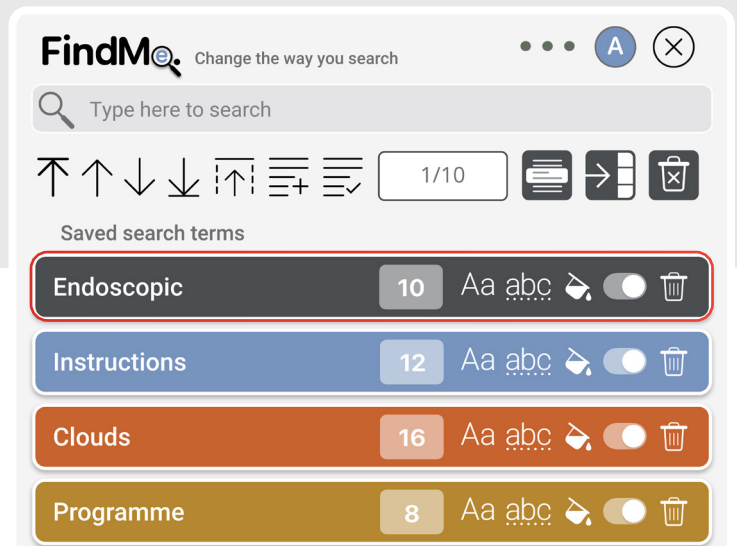 FindMe. Change the way you search
A
Type here to search
1/10
Saved search terms
Endoscopic 10 Aa abc
Instructions 12 Aa abc
Clouds 16 Aa abc
Programme 8 Aa abc